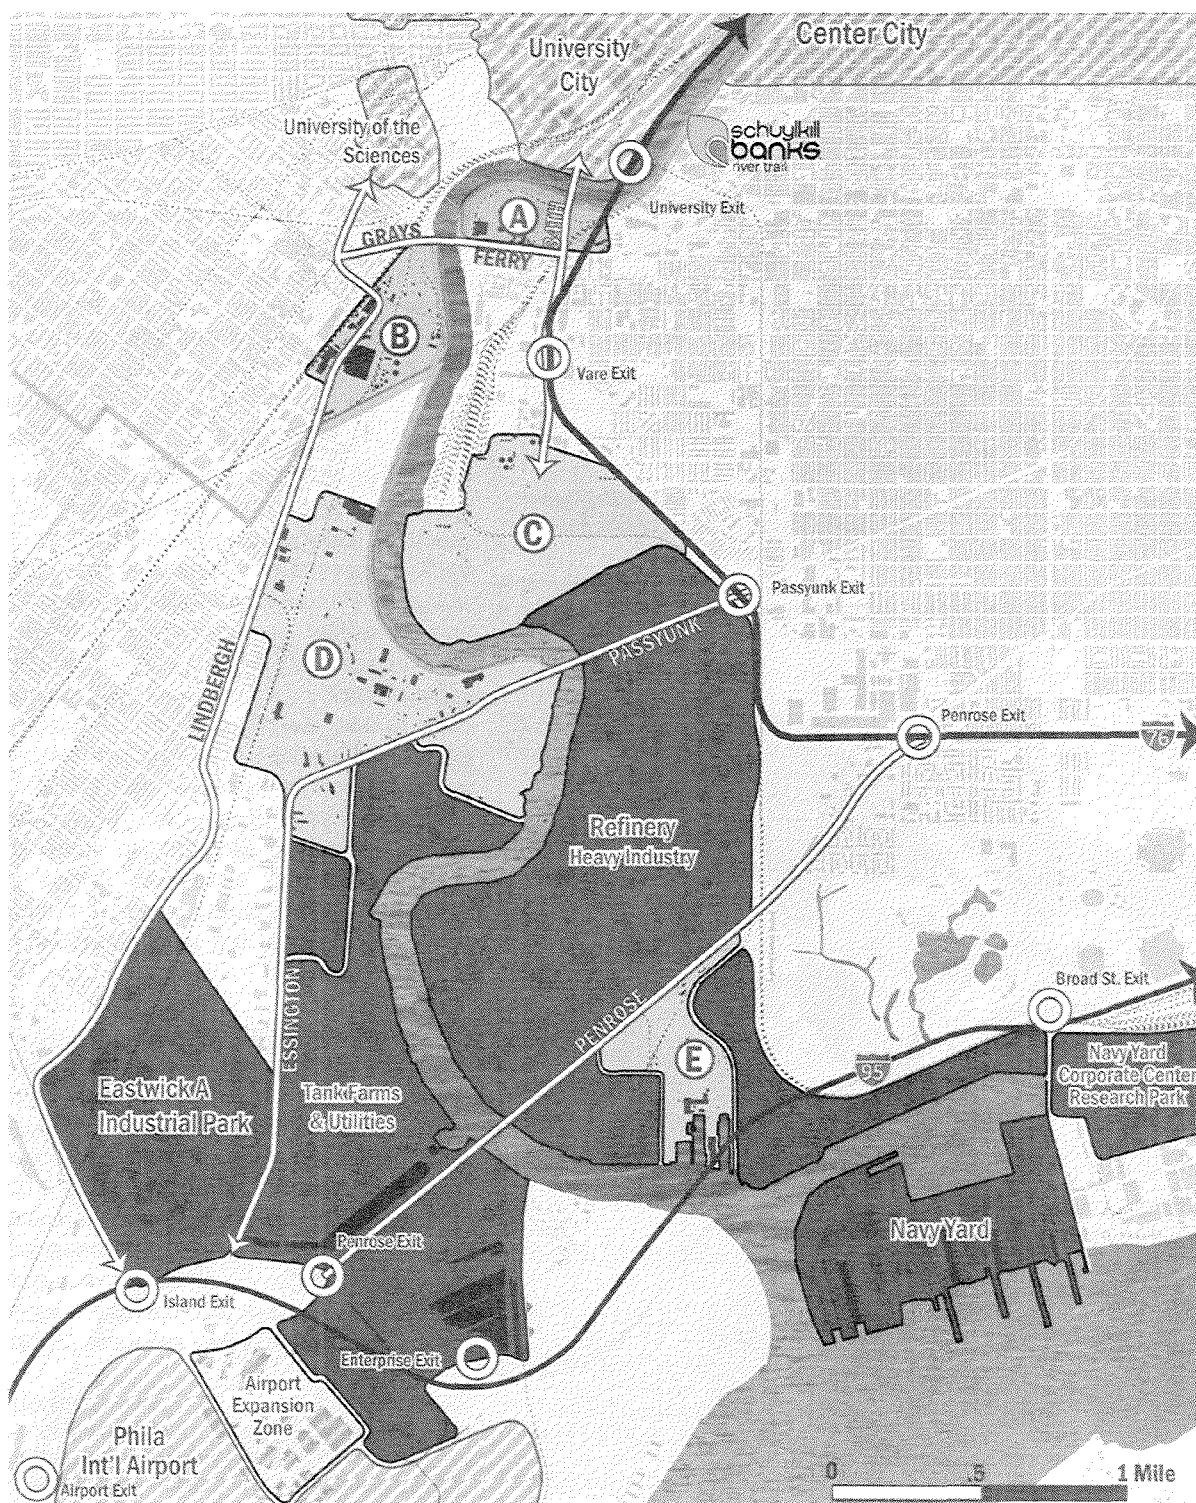 University
City
Center City
University of the
Sciences
schuylkill
banks
river trail
University Exit
A
GRAYS
FERRY
B
Vare Exit
C
Passyunk Exit
PASSYUNK
D
LINDBERGH
Penrose Exit
76
Refinery
Heavy Industry
Broad St. Exit
ESSINGTON
PENROSE
E
95
Navy Yard
Corporate Center
Research Park
Eastwick A
Industrial Park
Tank Farms
& Utilities
Navy Yard
Penrose Exit
Island Exit
Enterprise Exit
Airport
Expansion
Zone
Phila
Int'l Airport
Airport Exit
0 .5 1 Mile